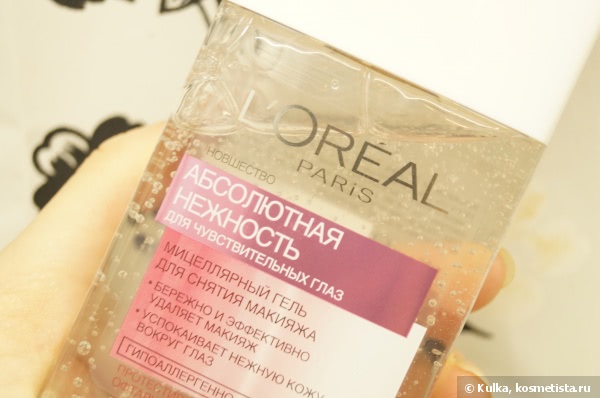 L'ORÉAL
PARIS
НОВШЕСТВО
АБСОЛЮТНАЯ
НЕЖНОСТЬ
ДЛЯ ЧУВСТВИТЕЛЬНЫХ ГЛАЗ
МИЦЕЛЛЯРНЫЙ ГЕЛЬ
ДЛЯ СНЯТИЯ МАКИЯЖА
• БЕРЕЖНО И ЭФФЕКТИВНО
УДАЛЯЕТ МАКИЯЖ
• УСПОКАИВАЕТ НЕЖНУЮ КОЖУ
ВОКРУГ ГЛАЗ
ГИПОАЛЛЕРГЕННО
© Kulka, kosmetista.ru